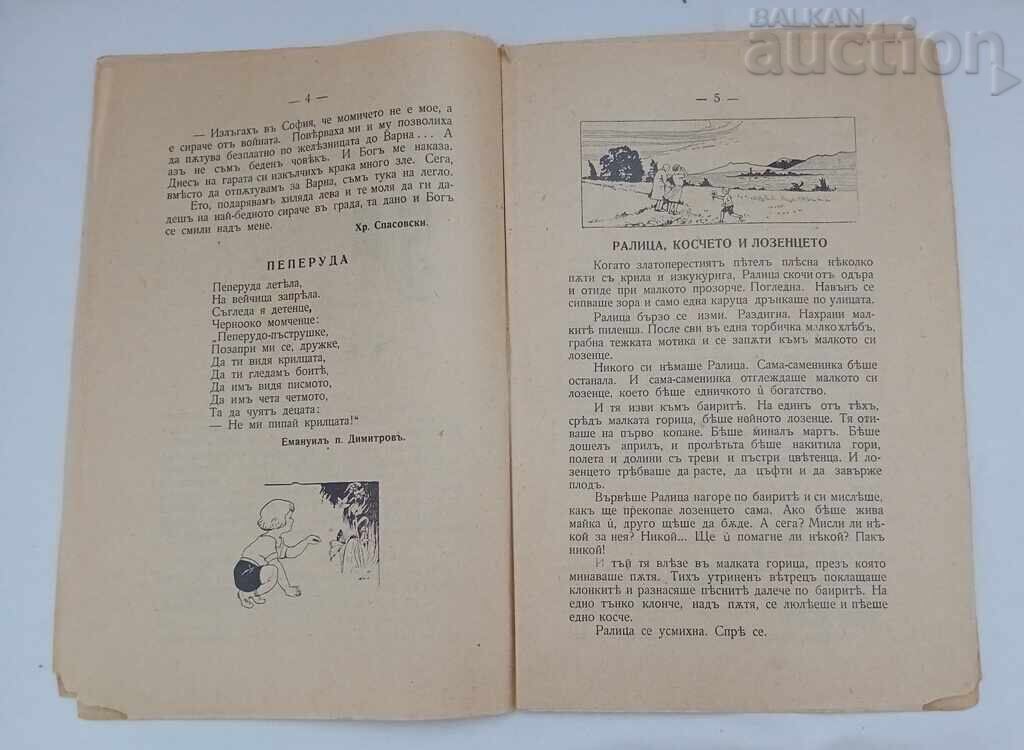 BALKAN
auction
— 4 —
— Излъгахъ въ София, че момичето не е мое, а
е сираче отъ войната. Повѣрваха ми и му позволиха
да пѫтува безплатно по желѣзницата до Варна... А
азъ не съмъ беденъ човѣкъ. И Богъ ме наказа.
Днесъ на гарата си изкълчихъ крака много зле. Сега,
вмѣсто да отпѫтувамъ за Варна, съмъ тука на легло.
Ето, подарявамъ хиляда лева и те моля да ги да-
дешъ на най-бедното сираче въ града, та дано и Богъ
се смили надъ мене.
Хр. Спасовски.
ПЕПЕРУДА
Пеперуда летѣла,
На вейчица запрѣла.
Съгледа я детенце,
Чернооко момченце:
„Пеперудо-пъструшке,
Позапри ми се, дружке,
Да ти видя крилцата,
Да ти гледамъ боитѣ,
Да имъ видя писмото,
Да имъ чета четмото,
Та да чуятъ децата:
— Не ми пипай крилцата!“
Емануилъ п. Димитровъ.
— 5 —
РАЛИЦА, КОСЧЕТО И ЛОЗЕНЦЕТО
Когато златоперестиятъ пѣтелъ плѣсна нѣколко
пѫти съ крила и изкукурига, Ралица скочи отъ одъра
и отиде при малкото прозорче. Погледна. Навънъ се
сипваше зора и само една каруца дрънкаше по улицата.
Ралица бързо се изми. Раздигна. Нахрани мал-
китѣ пиленца. После сви въ една торбичка малко хлѣбъ,
грабна тежката мотика и се запѫти къмъ малкото си
лозенце.
Никого си нѣмаше Ралица. Сама-саменинка бѣше
останала. И сама-саменинка отглеждаше малкото си
лозенце, което бѣше едничкото ѝ богатство.
И тя изви къмъ баиритѣ. На единъ отъ тѣхъ,
срѣдъ малката горица, бѣше нейното лозенце. Тя оти-
ваше на първо копане. Бѣше миналъ мартъ. Бѣше
дошелъ априлъ, и пролѣтьта бѣше накитила гори,
полета и долини съ треви и пъстри цвѣтенца. И ло-
зенцето трѣбваше да расте, да цъфти и да завърже
плодъ.
Вървѣше Ралица нагоре по баиритѣ и си мислѣше,
какъ ще прекопае лозенцето сама. Ако бѣше жива
майка ѝ, друго щѣше да бѫде. А сега? Мисли ли нѣ-
кой за нея? Никой... Ще ѝ помагне ли нѣкой? Пакъ
никой!
И тъй тя влѣзе въ малката горица, презъ която
минаваше пѫтя. Тихъ утриненъ вѣтрецъ поклащаше
клонкитѣ и разнасяше пѣснитѣ далече по баиритѣ. На
едно тънко клонче, надъ пѫтя, се люлѣеше и пѣеше
едно косче.
Ралица се усмихна. Спрѣ се.